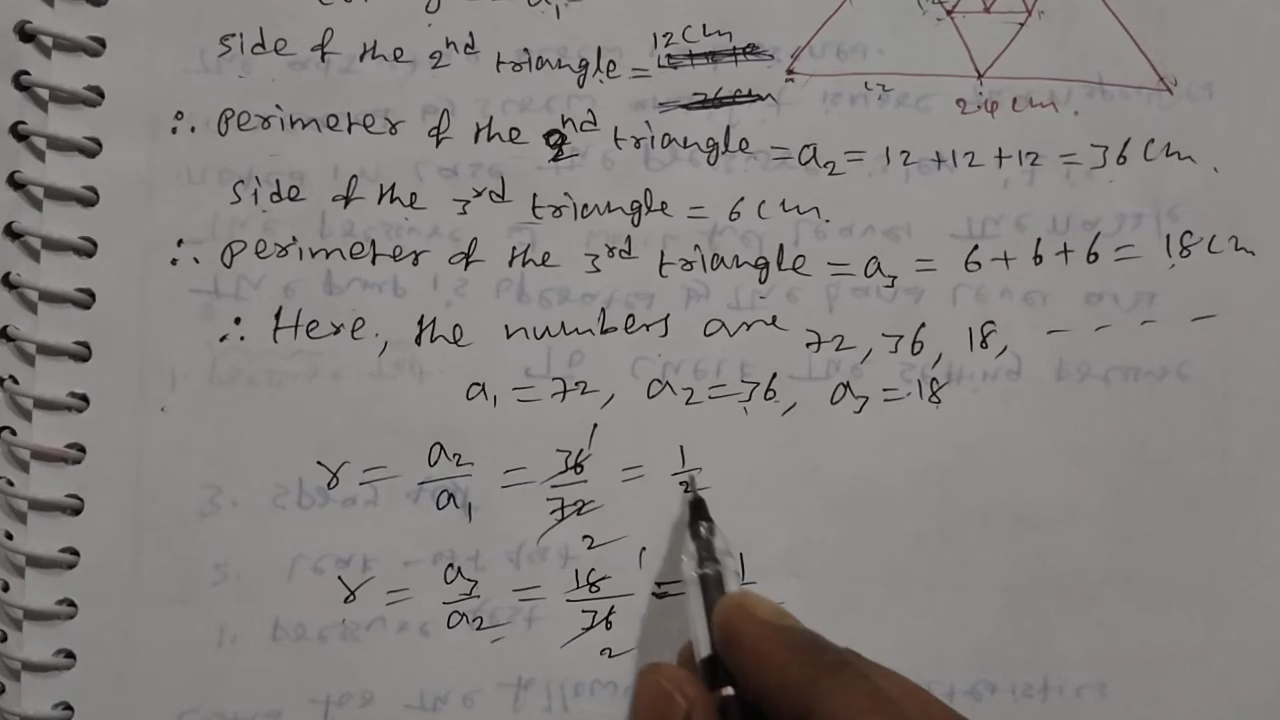 side of the 2nd triangle = 12 cm
24 cm.
∴ perimeter of the 2nd triangle = a2 = 12 + 12 + 12 = 36 cm.
side of the 3rd triangle = 6 cm.
∴ perimeter of the 3rd triangle = a3 = 6 + 6 + 6 = 18 cm
∴ Here, the numbers are 72, 36, 18, - - - -
a1 = 72, a2 = 36, a3 = 18
r = a2/a1 = 36/72 = 1/2
r = a3/a2 = 18/36 = 1